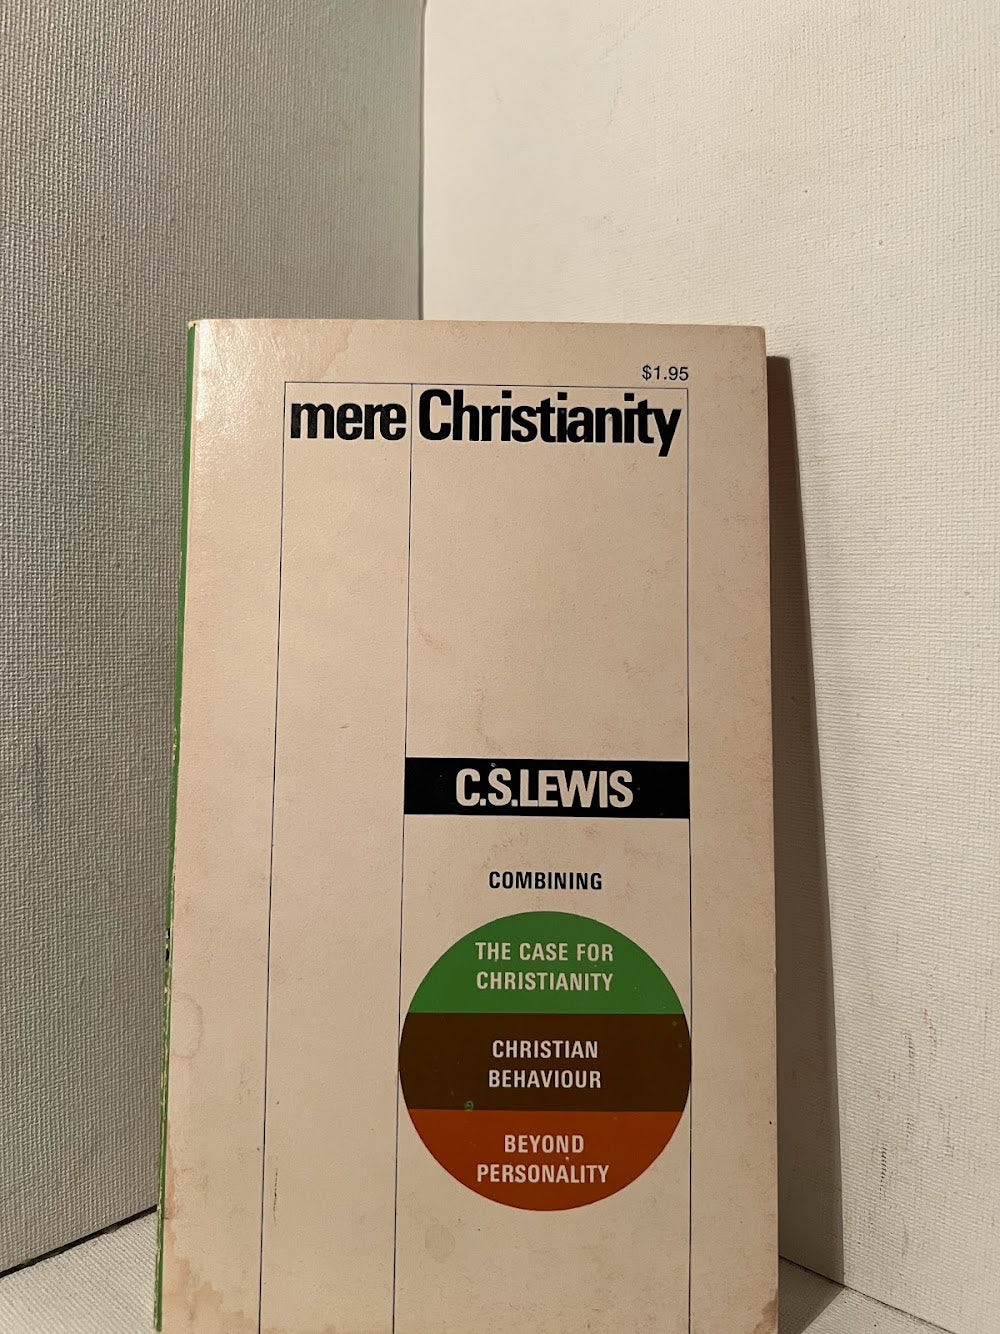 $1.95
mere Christianity
C.S.LEWIS
COMBINING
THE CASE FOR
CHRISTIANITY
CHRISTIAN
BEHAVIOUR
BEYOND
PERSONALITY